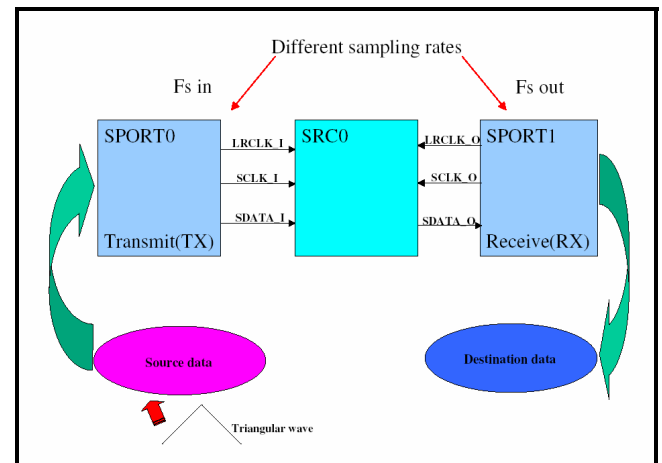 Different sampling rates
Fs in
Fs out
SPORT0
SRC0
SPORT1
LRCLK_I
LRCLK_O
SCLK_I
SCLK_O
SDATA_I
SDATA_O
Transmit(TX)
Receive(RX)
Source data
Destination data
Triangular wave